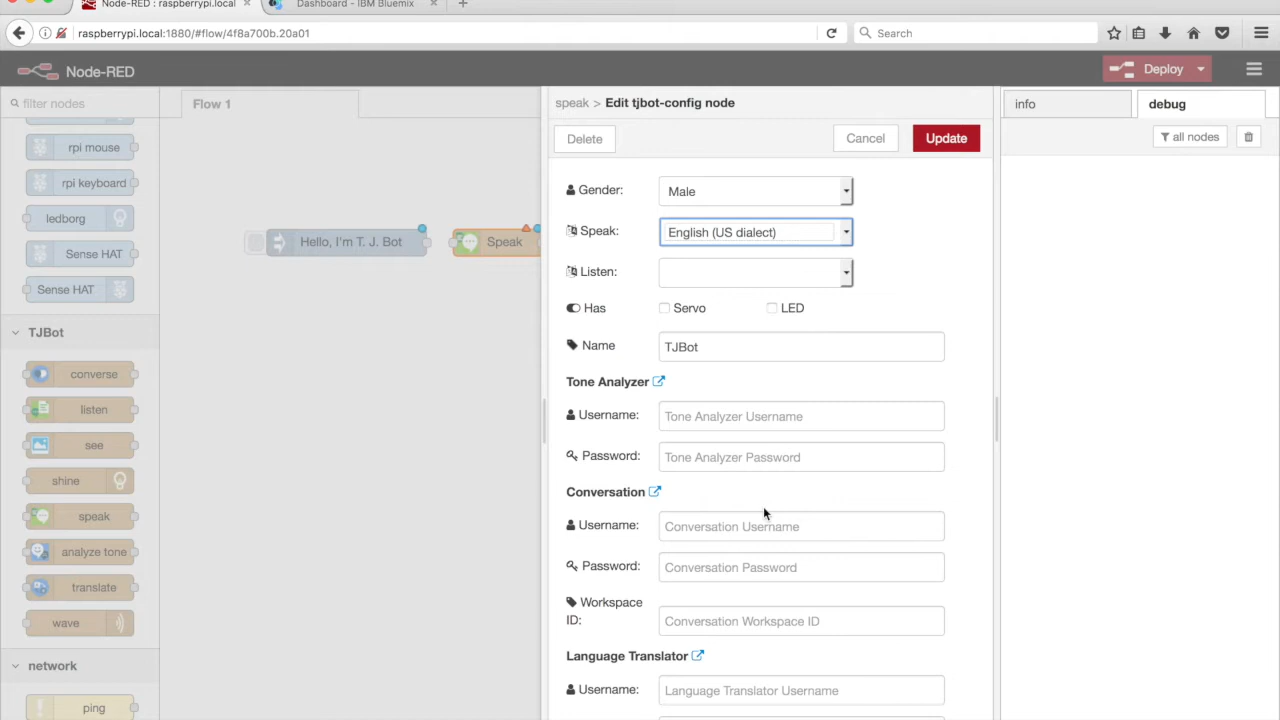 Node-RED : raspberrypi.local
Dashboard - IBM Bluemix
raspberrypi.local:1880/#flow/4f8a700b.20a01
Search
Node-RED
Deploy
filter nodes
Flow 1
speak > Edit tjbot-config node
info
debug
Delete
Cancel
Update
all nodes
rpi mouse
rpi keyboard
ledborg
Sense HAT
Sense HAT
Hello, I'm T. J. Bot
Speak
Gender:
Male
Speak:
English (US dialect)
Listen:
Has
Servo
LED
Name
TJBot
TJBot
converse
listen
see
shine
speak
analyze tone
translate
wave
network
ping
Tone Analyzer
Username:
Tone Analyzer Username
Password:
Tone Analyzer Password
Conversation
Username:
Conversation Username
Password:
Conversation Password
Workspace
ID:
Conversation Workspace ID
Language Translator
Username:
Language Translator Username